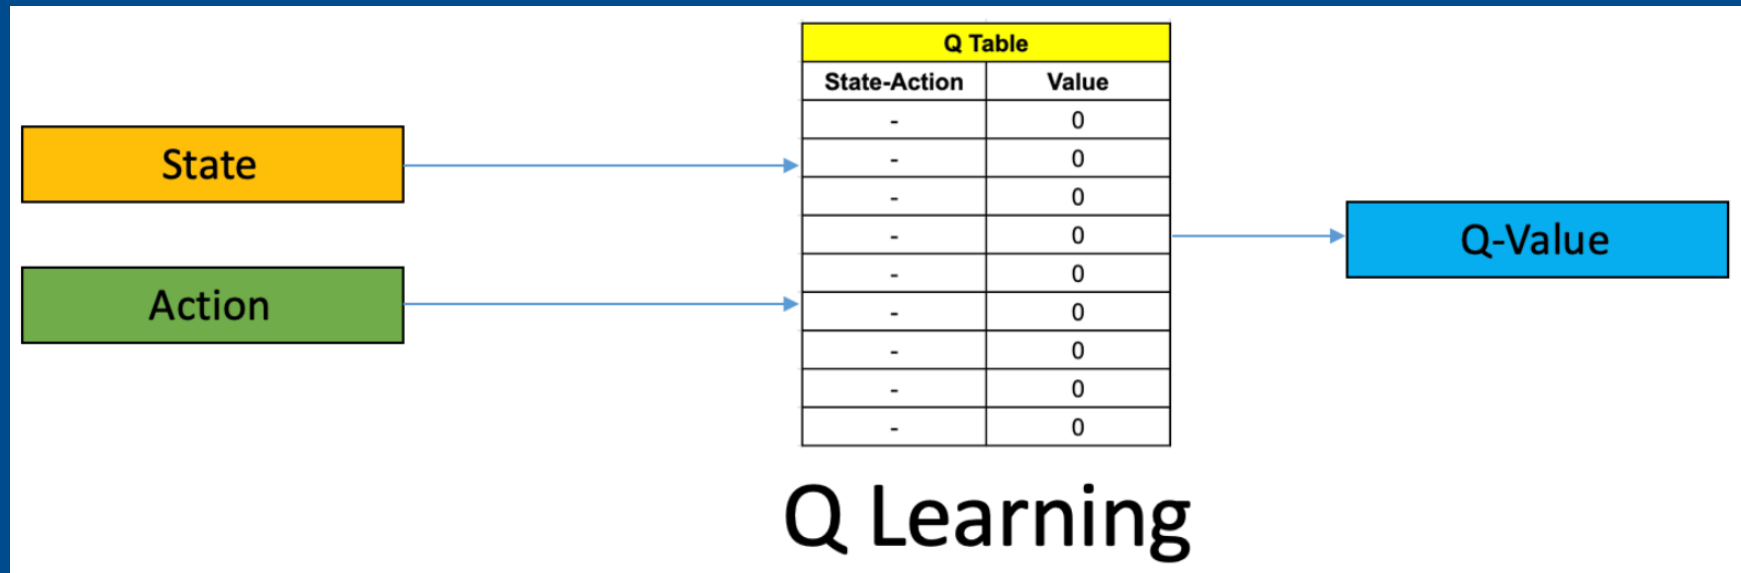 Q Table
State-Action Value
- 0
- 0
- 0
- 0
- 0
- 0
- 0
- 0
- 0
State
Action
Q-Value
Q Learning